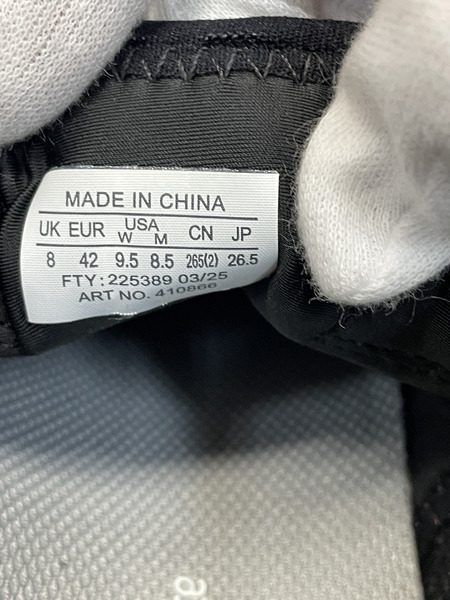 MADE IN CHINA
UK EUR USA W M CN JP
8 42 9.5 8.5 265(2) 26.5
FTY: 225389 03/25
ART NO. 410866
a.